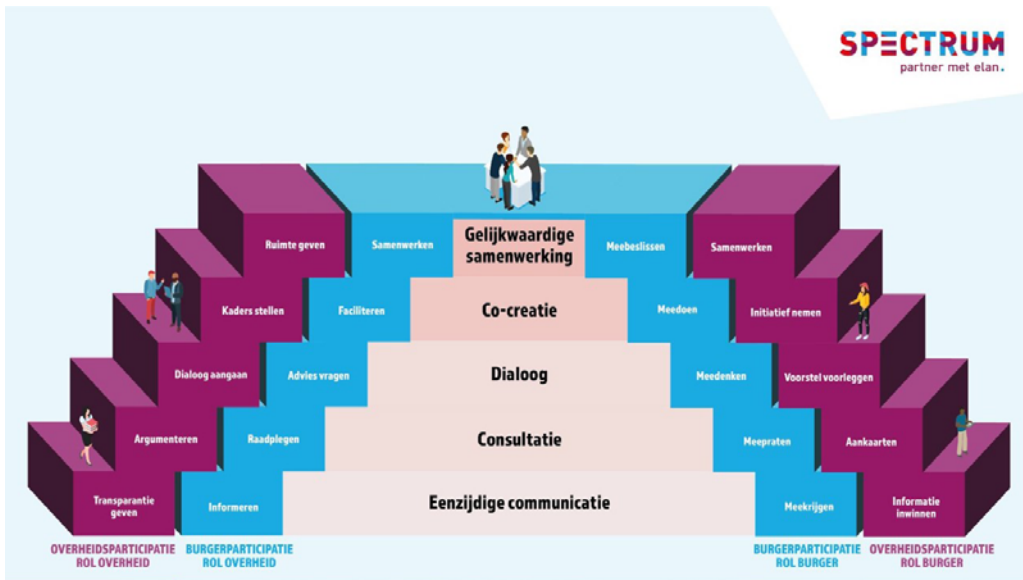 SPECTRUM
partner met elan.
Ruimte geven
Samenwerken
Gelijkwaardige
samenwerking
Meebeslissen
Samenwerken
Kaders stellen
Faciliteren
Co-creatie
Meedoen
Initiatief nemen
Dialoog aangaan
Advies vragen
Dialoog
Meedenken
Voorstel voorleggen
Argumenteren
Raadplegen
Consultatie
Meepraten
Aankaarten
Transparantie
geven
Informeren
Eenzijdige communicatie
Meekrijgen
Informatie
inwinnen
OVERHEIDSPARTICIPATIE
ROL OVERHEID
BURGERPARTICIPATIE
ROL OVERHEID
BURGERPARTICIPATIE
ROL BURGER
OVERHEIDSPARTICIPATIE
ROL BURGER